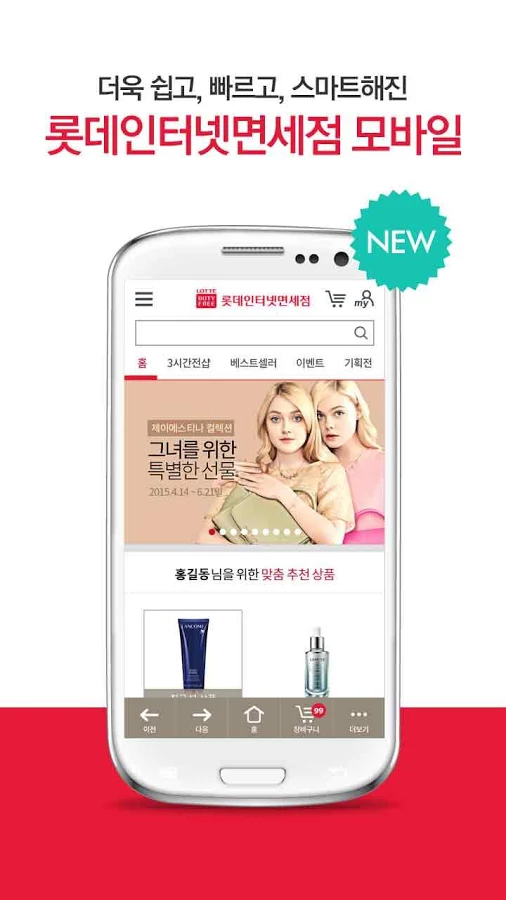 더욱 쉽고, 빠르고, 스마트해진
롯데인터넷면세점 모바일
NEW
LOTTE
DUTY
FREE
롯데인터넷면세점
my
홈 3시간전샵 베스트셀러 이벤트 기획전
제이에스티나 컬렉션
그녀를 위한
특별한 선물
2015.4.14 ~ 6.21일
홍길동 님을 위한 맞춤 추천 상품
LANCOME
99
이전 다음 홈 장바구니 더보기